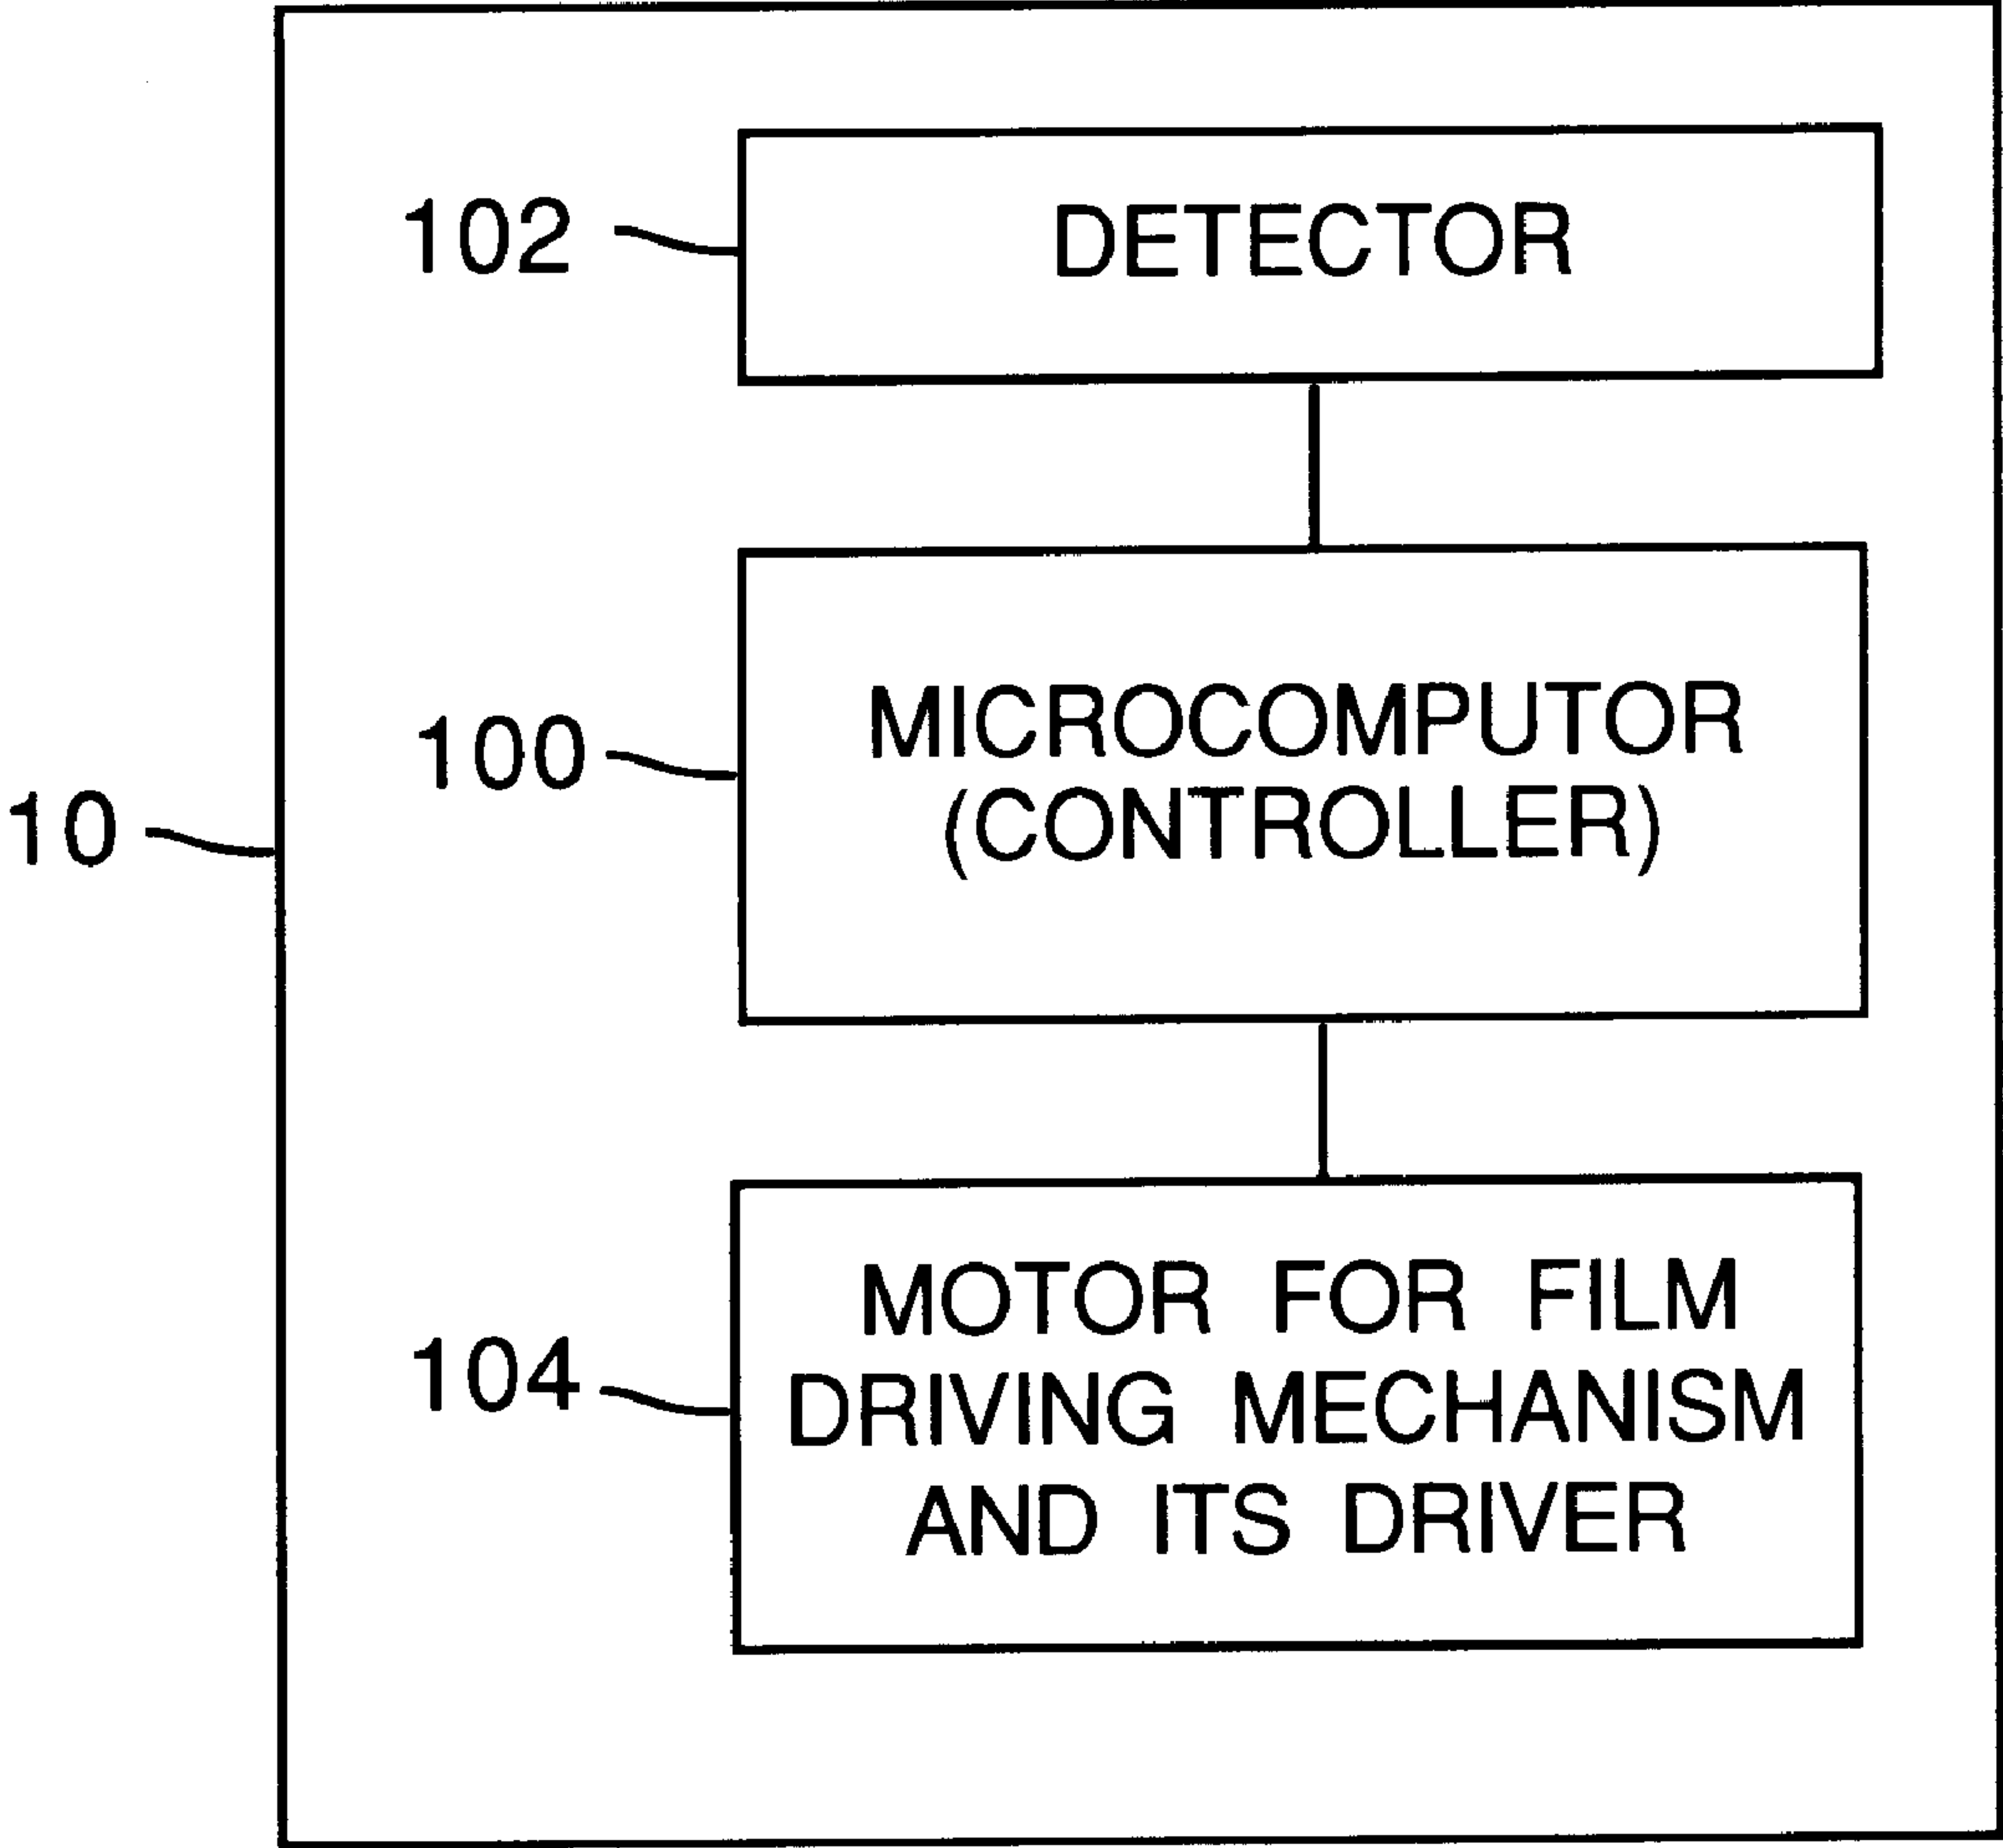 102
DETECTOR
100
MICROCOMPUTOR
(CONTROLLER)
10
104
MOTOR FOR FILM
DRIVING MECHANISM
AND ITS DRIVER